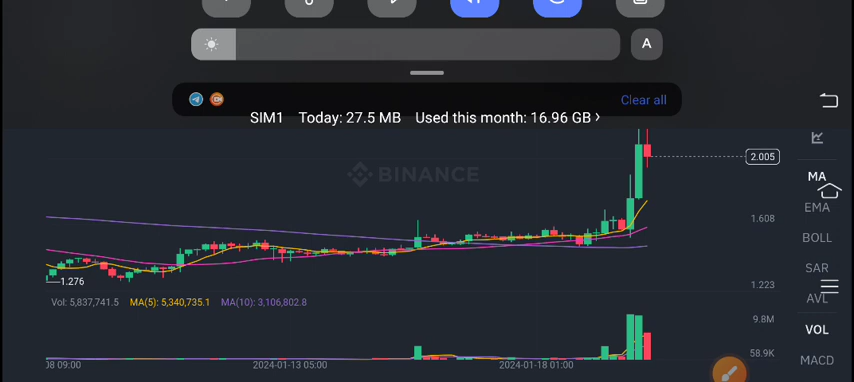 A
Clear all
SIM1 Today: 27.5 MB Used this month: 16.96 GB ›
BINANCE
2.005
MA
EMA
1.608
BOLL
SAR
1.276
1.223
AVL
Vol: 5,837,741.5 MA(5): 5,340,735.1 MA(10): 3,106,802.8
9.8M
VOL
58.9K
MACD
08 09:00 2024-01-13 05:00 2024-01-18 01:00